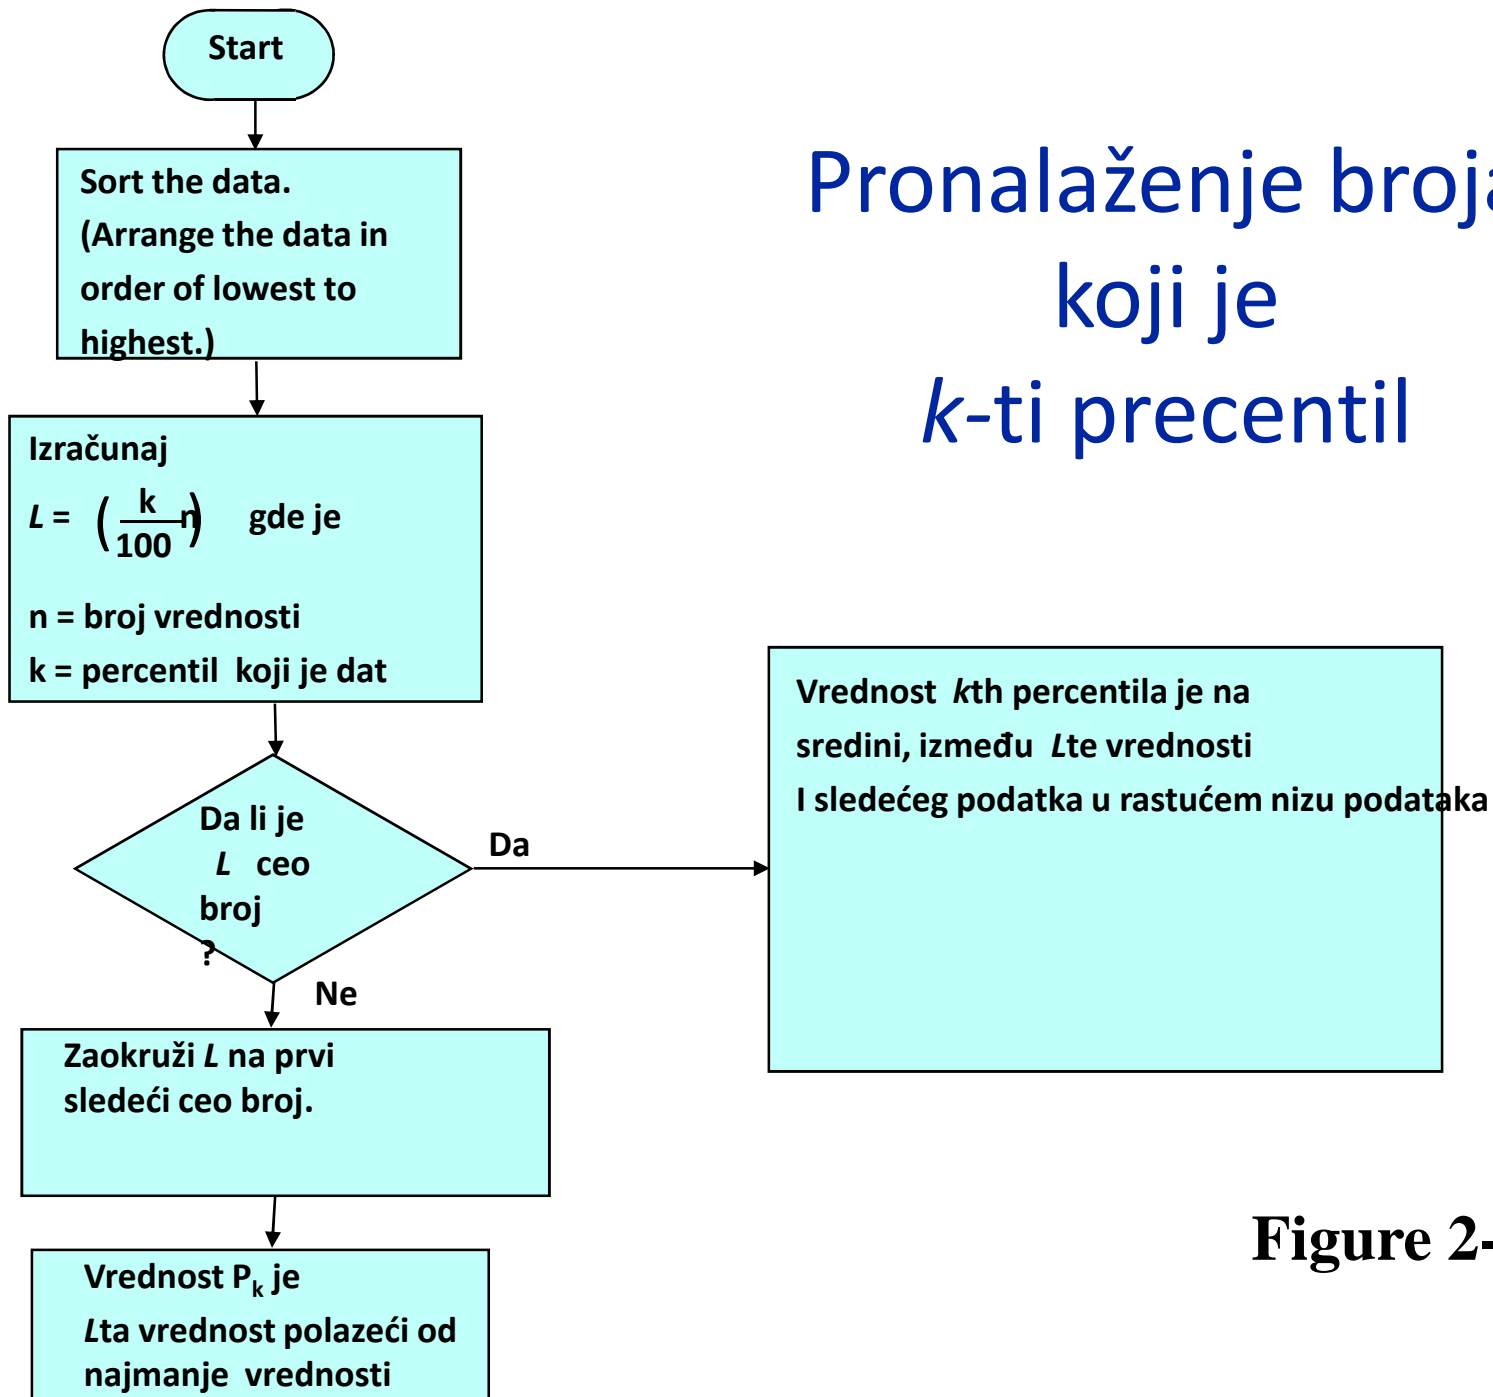 Start
Sort the data.
(Arrange the data in
order of lowest to
highest.)
Pronalaženje broja
koji je
k-ti precentil
Izračunaj
L = (k/100 n) gde je
n = broj vrednosti
k = percentil koji je dat
Da li je
L ceo
broj
?
Da
Vrednost kth percentila je na
sredini, između Lte vrednosti
I sledećeg podatka u rastućem nizu podataka
Ne
Zaokruži L na prvi
sledeći ceo broj.
Vrednost Pk je
Lta vrednost polazeći od
najmanje vrednosti
Figure 2-